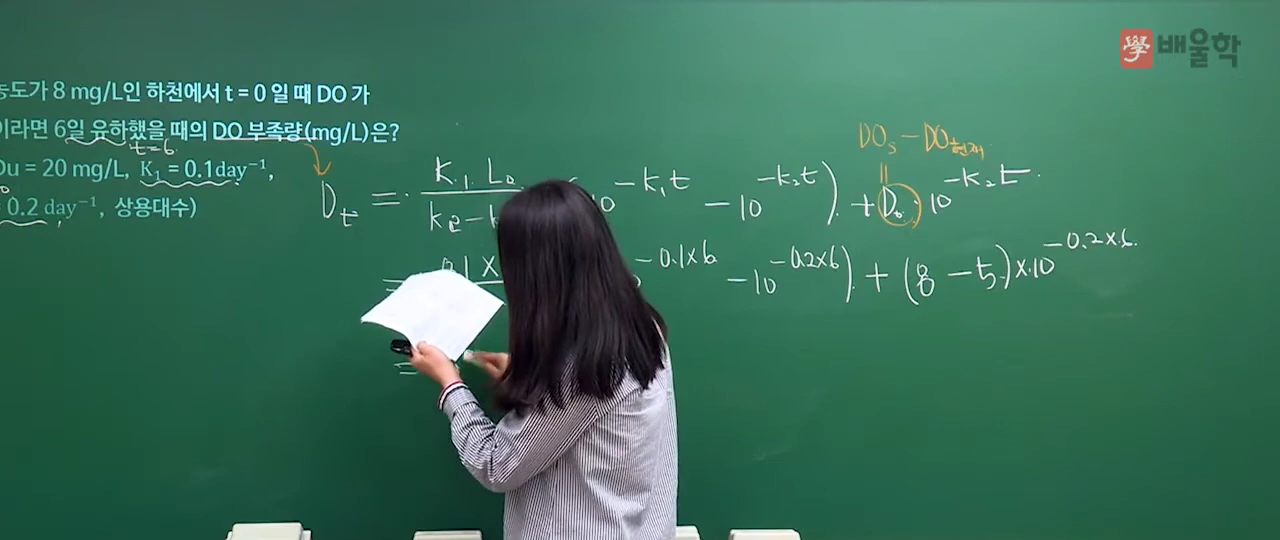 배울학
농도가 8 mg/L인 하천에서 t = 0 일 때 DO 가
이라면 6일 유하했을 때의 DO 부족량(mg/L)은?
t=6
Du = 20 mg/L, K₁ = 0.1day⁻¹,
= 0.2 day⁻¹, 상용대수)
DOs − DO현재
Dt = K₁ · L₀ 10^−K₁t − 10^−K₂t) + D₀ · 10^−K₂t
= 0.1 × ^−0.1×6 − 10^−0.2×6) + (8 − 5) × 10^−0.2×6
=